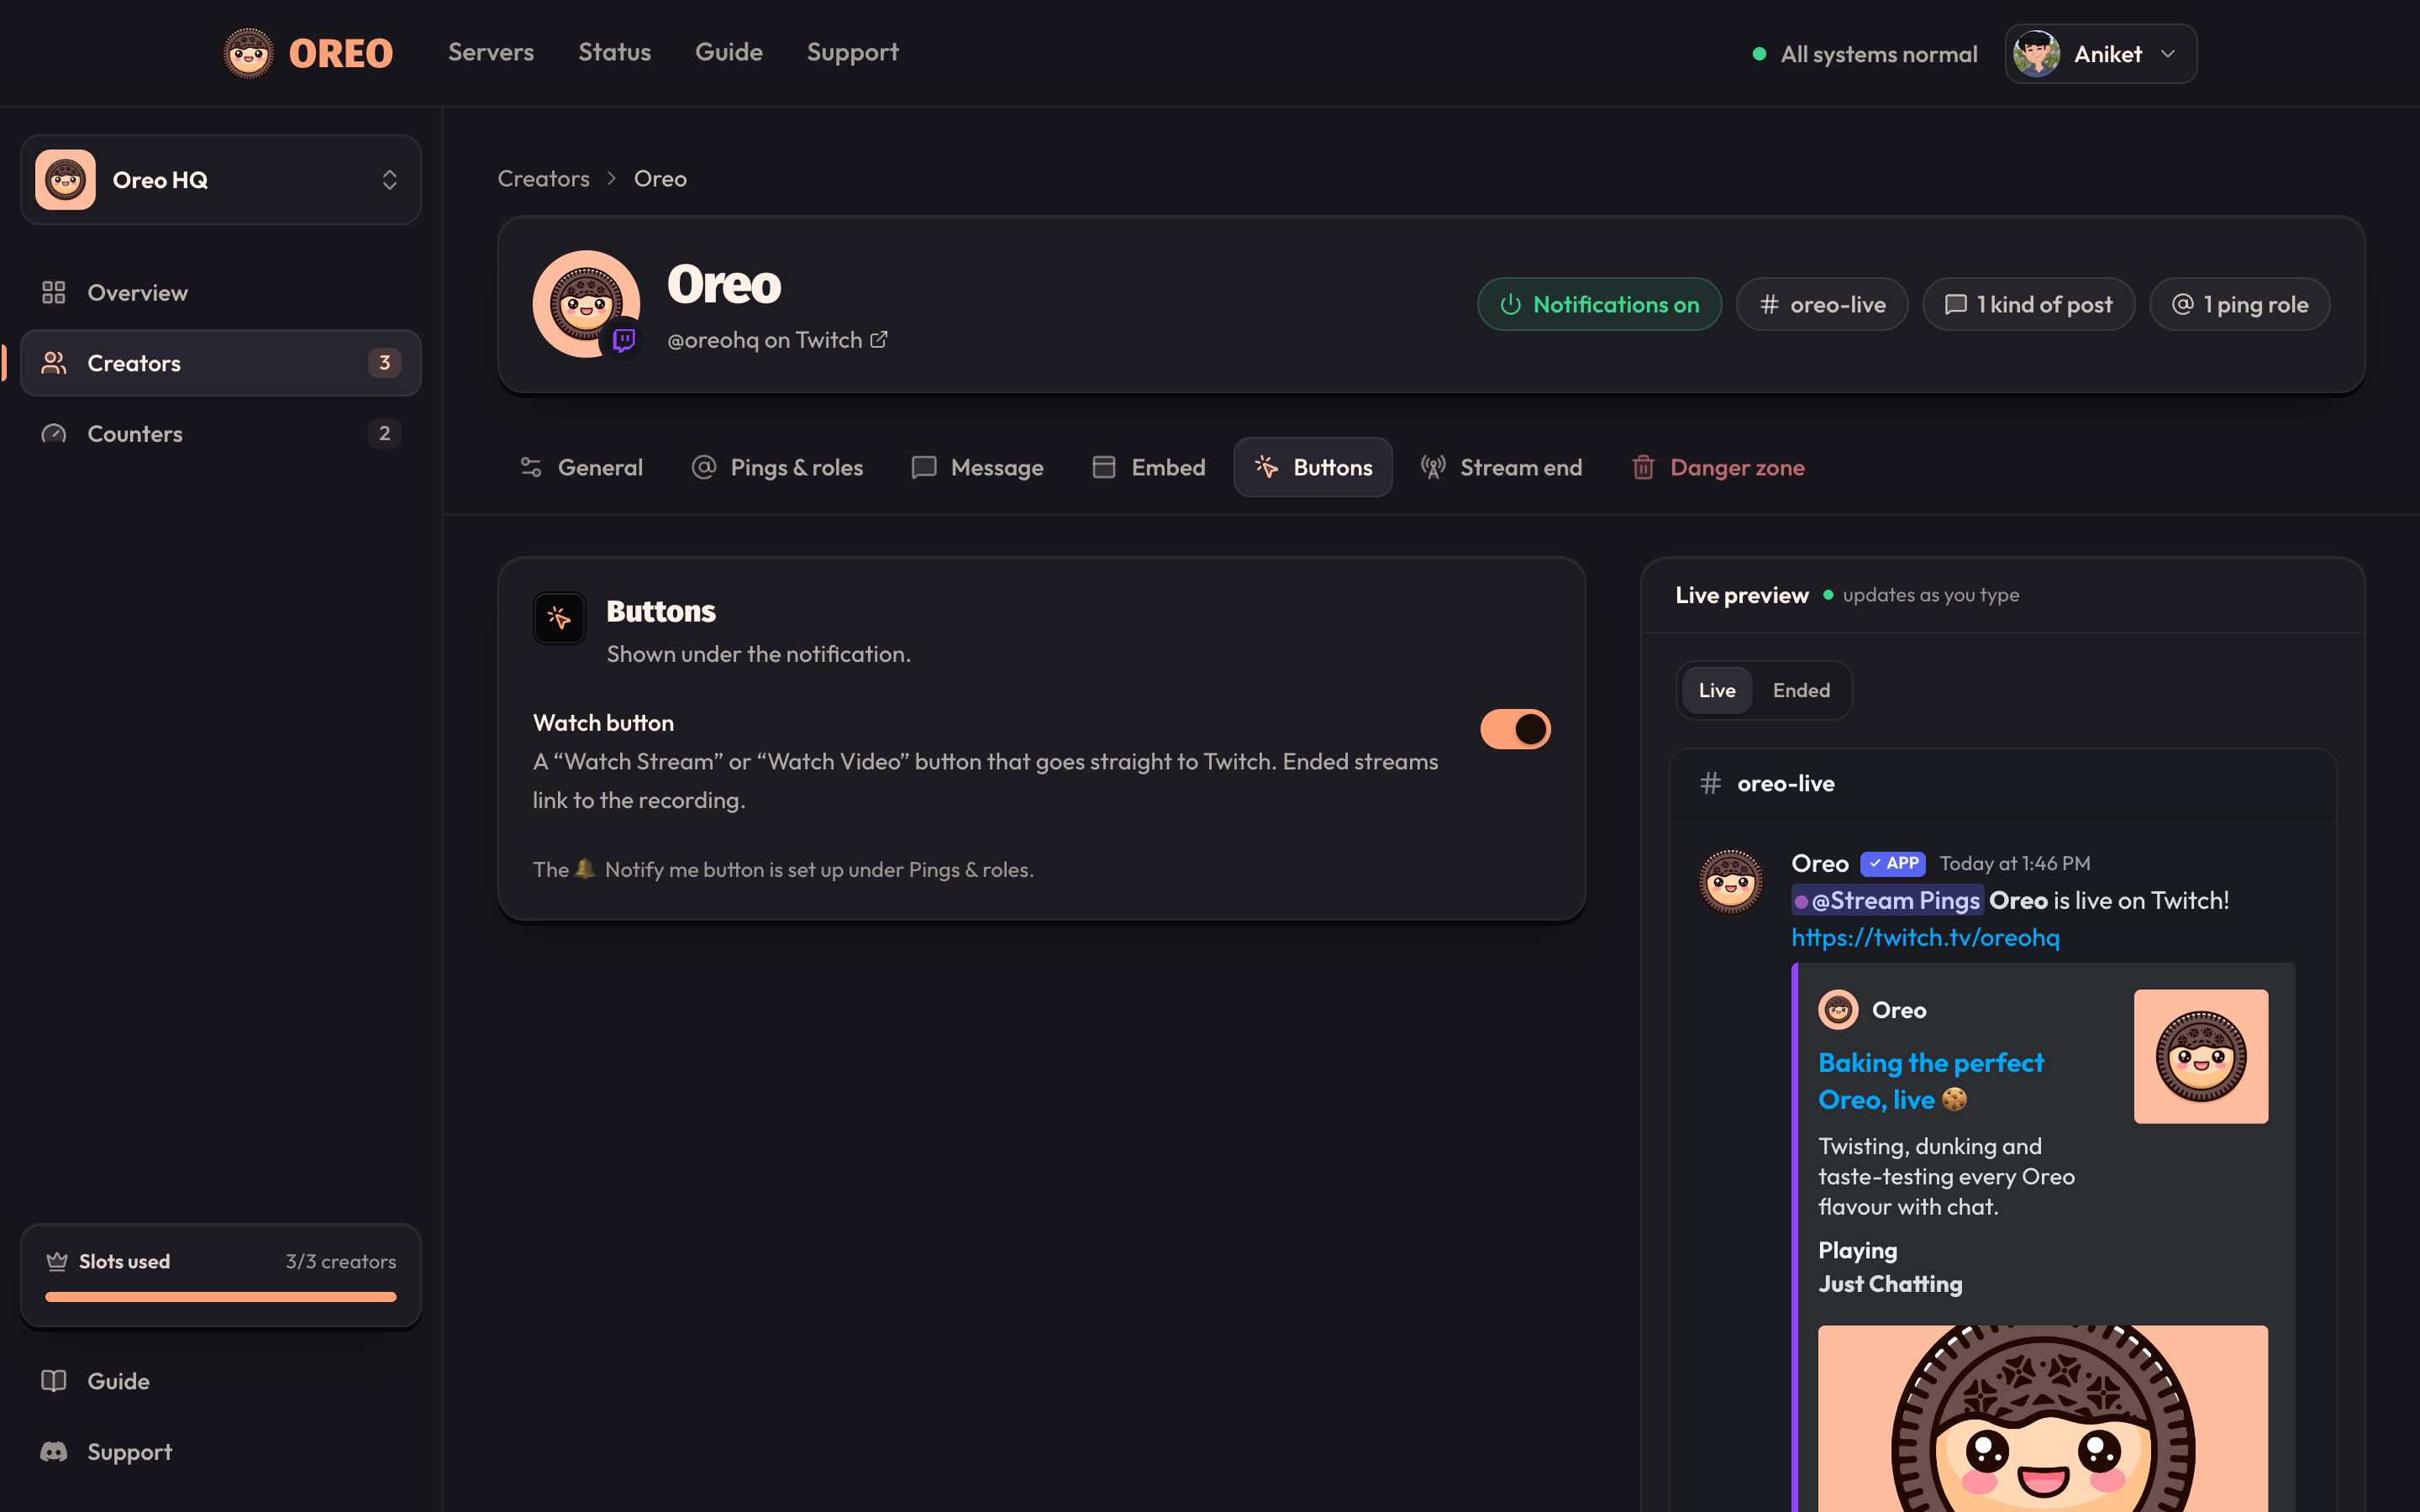 OREO
Servers
Status
Guide
Support
All systems normal
Aniket
Oreo HQ
Overview
Creators
3
Counters
2
Slots used
3/3 creators
Guide
Support
Creators > Oreo
Oreo
@oreohq on Twitch
Notifications on
# oreo-live
1 kind of post
@ 1 ping role
General
Pings & roles
Message
Embed
Buttons
Stream end
Danger zone
Buttons
Shown under the notification.
Watch button
A “Watch Stream” or “Watch Video” button that goes straight to Twitch. Ended streams
link to the recording.
The 🔔 Notify me button is set up under Pings & roles.
Live preview
updates as you type
Live
Ended
# oreo-live
Oreo ✓ APP Today at 1:46 PM
@Stream Pings Oreo is live on Twitch!
https://twitch.tv/oreohq
Oreo
Baking the perfect
Oreo, live 🍪
Twisting, dunking and
taste-testing every Oreo
flavour with chat.
Playing
Just Chatting